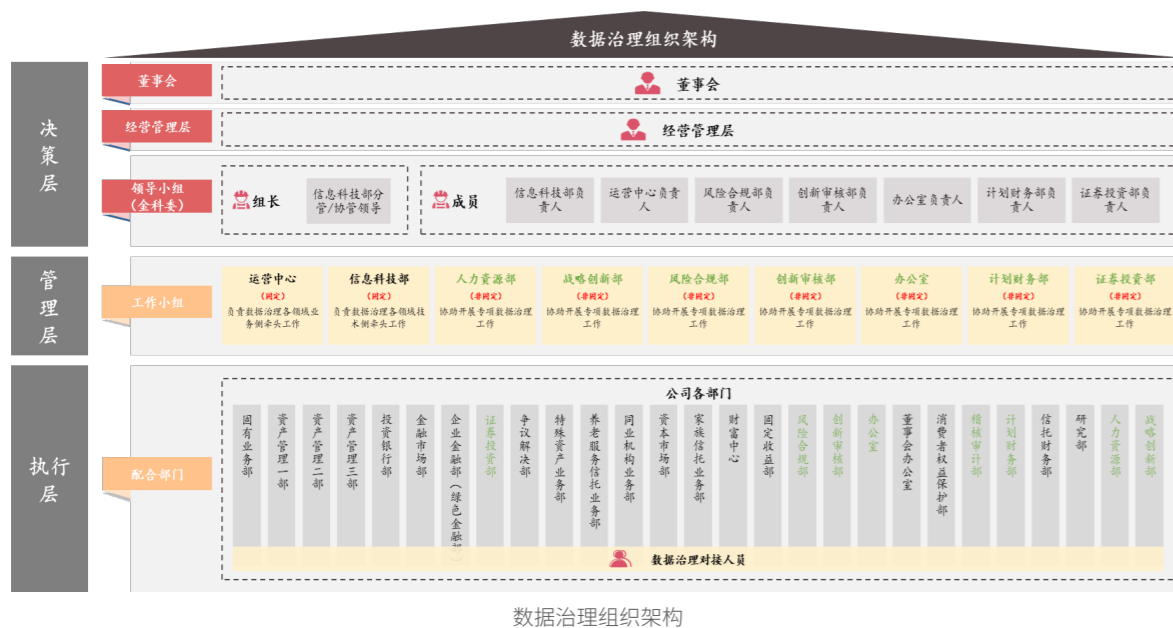 数据治理组织架构
决策层
董事会
董事会
经营管理层
经营管理层
领导小组
(金科委)
组长
信息科技部分
管/协管领导
成员
信息科技部负
责人
运营中心负责
人
风险合规部负
责人
创新审核部负
责人
办公室负责人
计划财务部负
责人
证券投资部负
责人
管理层
工作小组
运营中心
(固定)
负责数据治理各领域业
务侧牵头工作
信息科技部
(固定)
负责数据治理各领域技
术侧牵头工作
人力资源部
(非固定)
协助开展专项数据治理
工作
战略创新部
(非固定)
协助开展专项数据治理
工作
风险合规部
(非固定)
协助开展专项数据治理
工作
创新审核部
(非固定)
协助开展专项数据治理
工作
办公室
(非固定)
协助开展专项数据治理
工作
计划财务部
(非固定)
协助开展专项数据治理
工作
证券投资部
(非固定)
协助开展专项数据治理
工作
执行层
配合部门
公司各部门
固有业务部
资产管理一部
资产管理二部
资产管理三部
投资银行部
金融市场部
企业金融部(绿色金融部)
证券投资部
争议解决部
特殊资产业务部
养老服务信托业务部
同业机构业务部
资本市场部
家族信托业务部
财富中心
固定收益部
风险合规部
创新审核部
办公室
董事会办公室
消费者权益保护部
稽核审计部
计划财务部
信托财务部
研究部
人力资源部
战略创新部
数据治理对接人员
数据治理组织架构